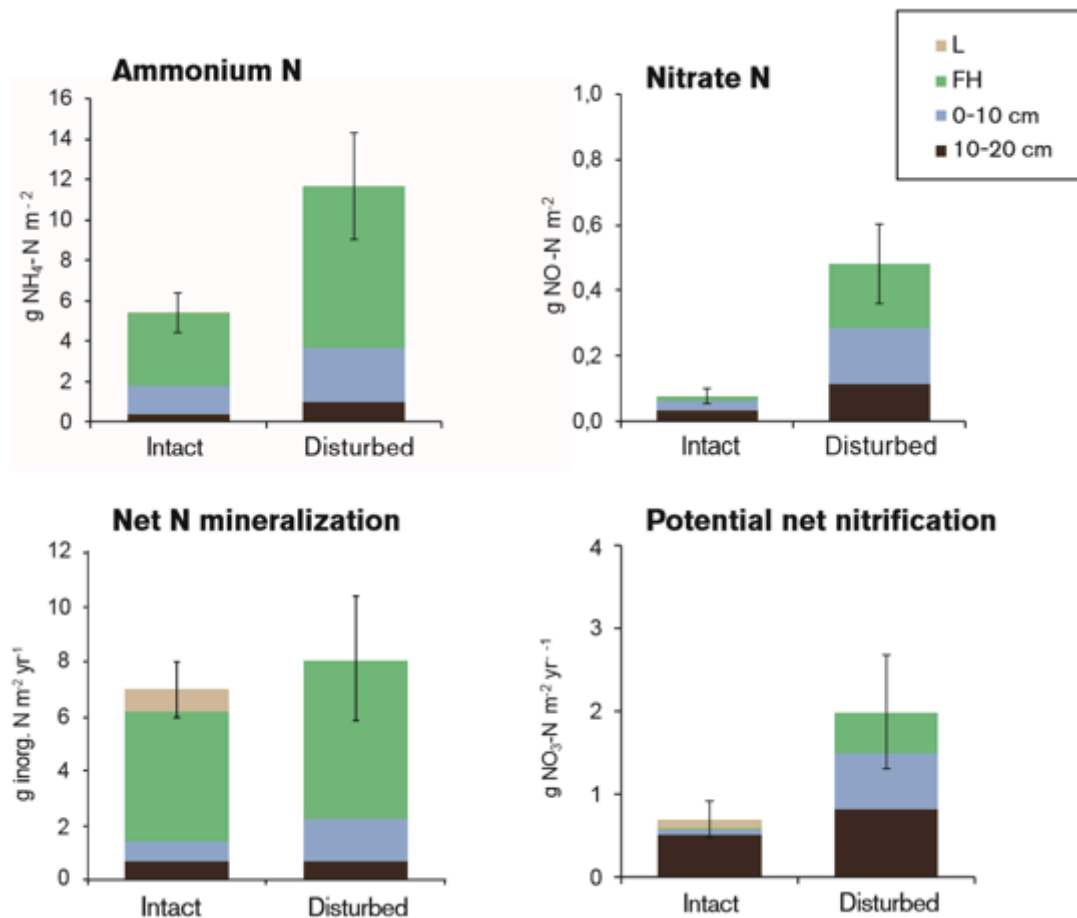 L
FH
0-10 cm
10-20 cm
Ammonium N
16
14
12
10
8
6
4
2
0
g NH₄- N m⁻²
Intact Disturbed
Nitrate N
1,0
0,8
0,6
0,4
0,2
0,0
g NO -N m⁻²
Intact Disturbed
Net N mineralization
12
10
8
6
4
2
0
g inorg. N m⁻² yr⁻¹
Intact Disturbed
Potential net nitrification
4
3
2
1
0
g NO₃-N m⁻² yr⁻¹
Intact Disturbed